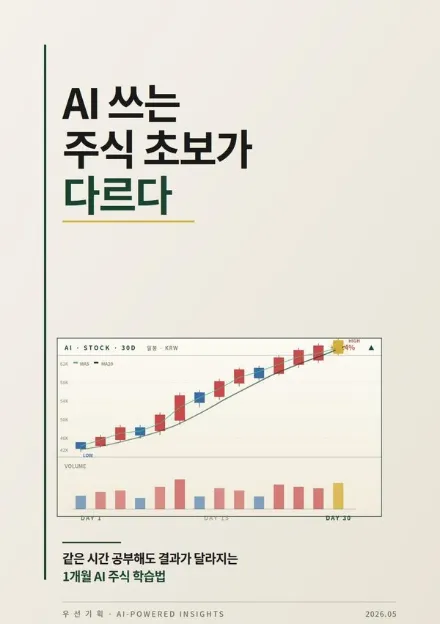 AI 쓰는
주식 초보가
다르다
AI · STOCK · 30D 일봉 · KRW
HIGH
LOW
VOLUME
DAY 1 DAY 15 DAY 30
같은 시간 공부해도 결과가 달라지는
1개월 AI 주식 학습법
우선기획 · AI-POWERED INSIGHTS 2026.05